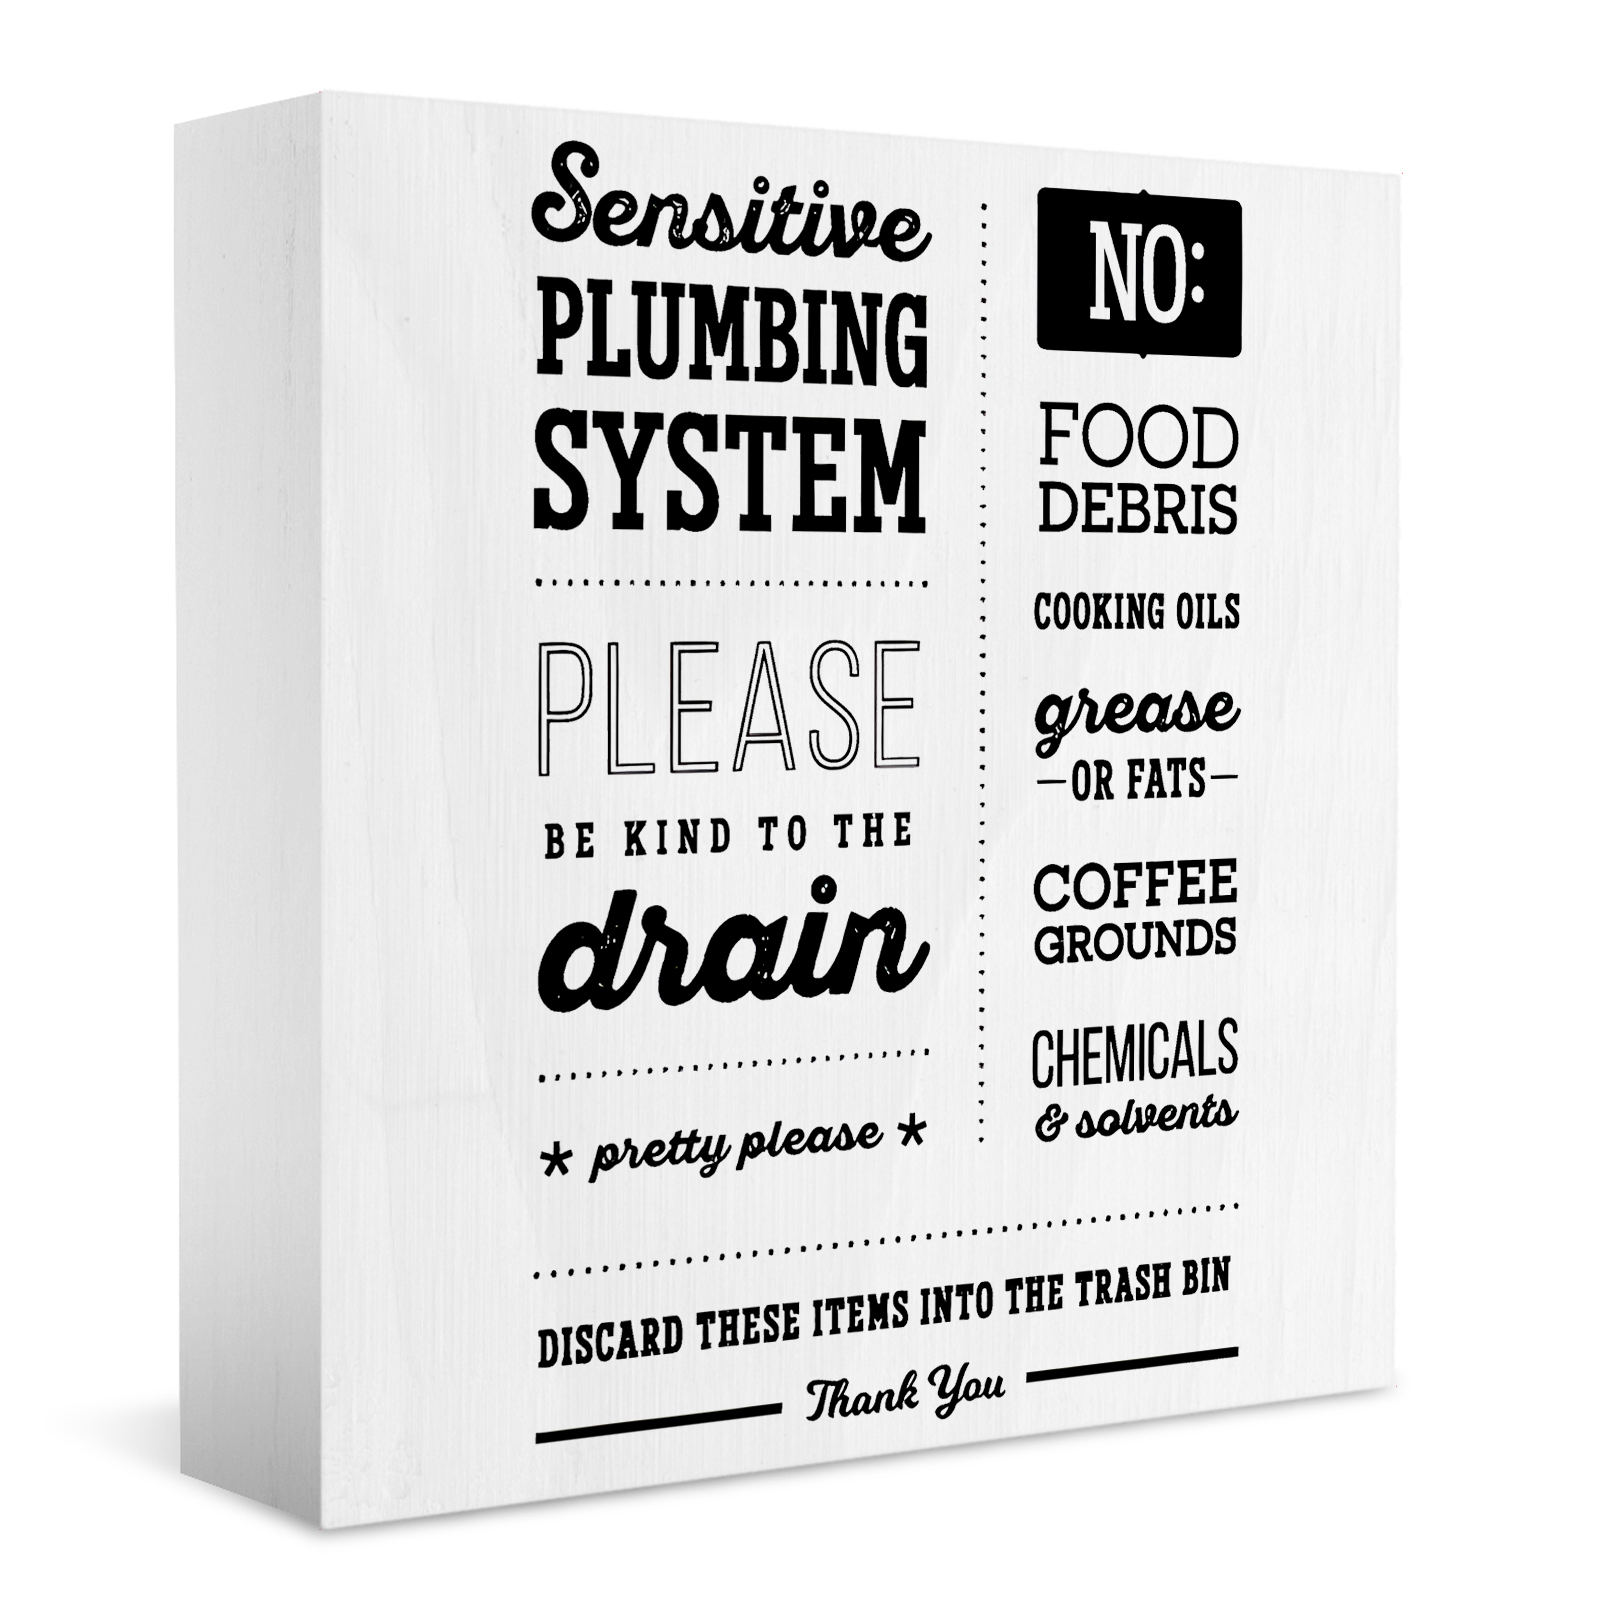 Sensitive
PLUMBING
SYSTEM
PLEASE
BE KIND TO THE
drain
* pretty please *
NO:
FOOD
DEBRIS
COOKING OILS
grease
—OR FATS—
COFFEE
GROUNDS
CHEMICALS
& solvents
DISCARD THESE ITEMS INTO THE TRASH BIN
Thank You